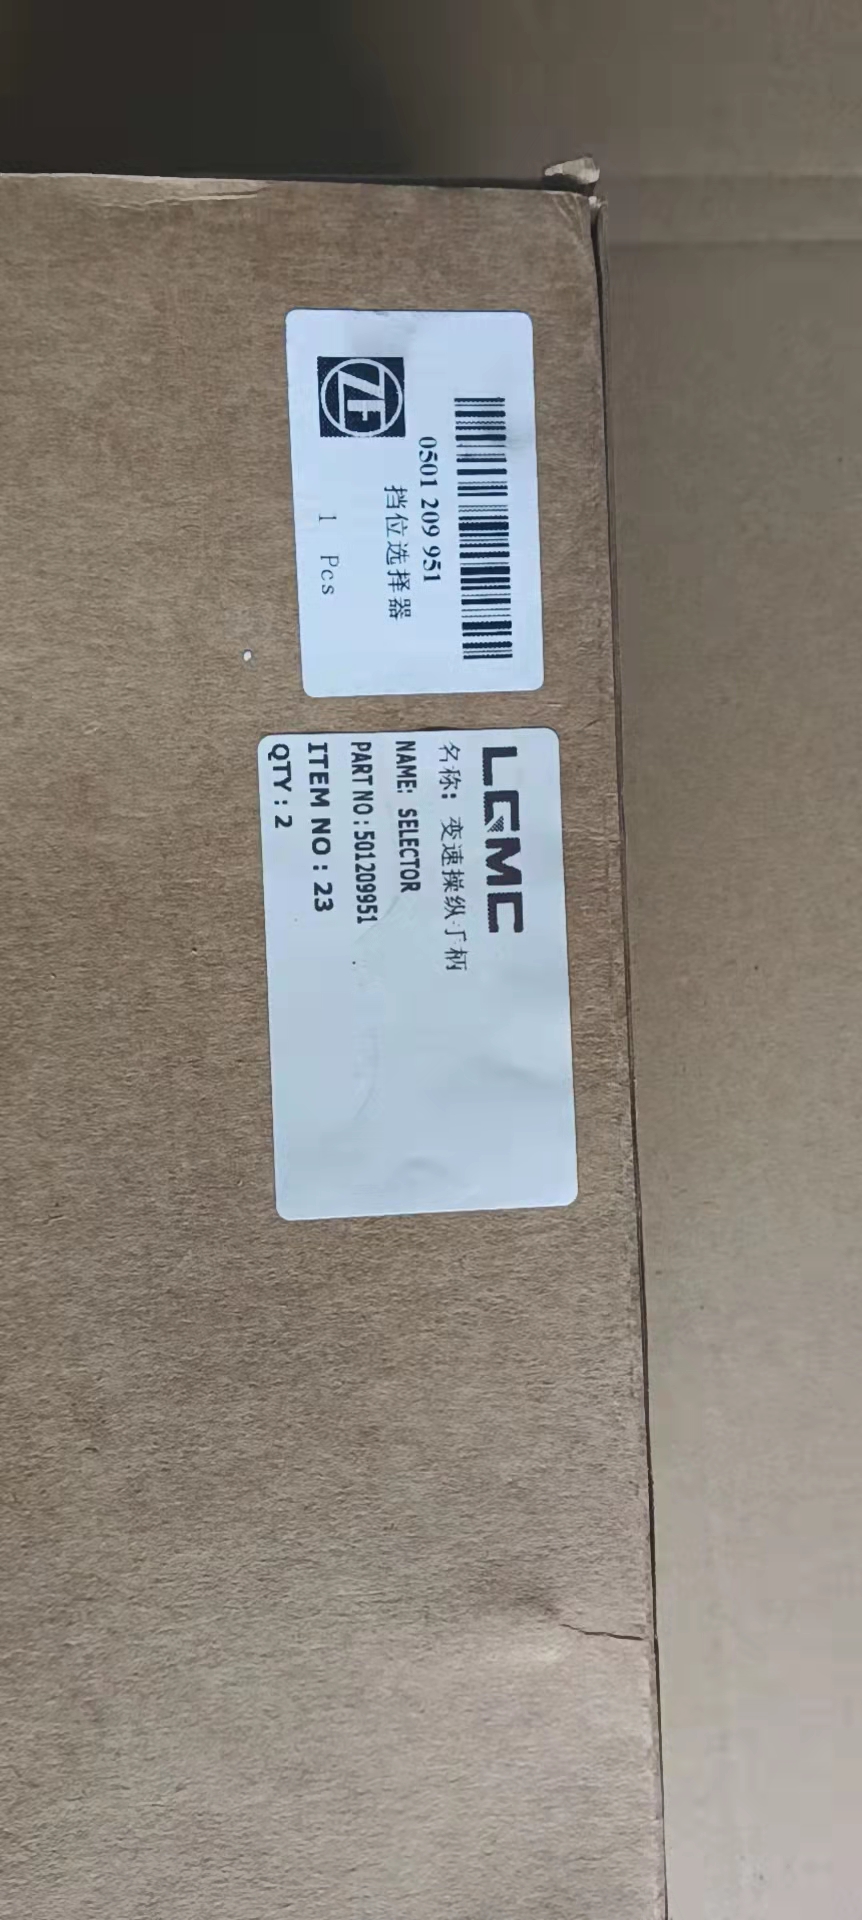 ZF
0501 209 951
挡位选择器
1 Pcs
LGMC
名称: 变速操纵手柄
NAME: SELECTOR
PART NO : 501209951
ITEM NO : 23
QTY : 2